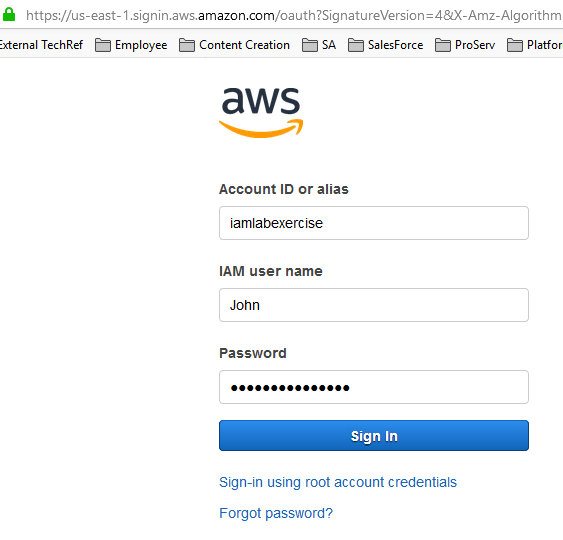 https://us-east-1.signin.aws.amazon.com/oauth?SignatureVersion=4&X-Amz-Algorithm
External TechRef Employee Content Creation SA SalesForce ProServ Platfor
aws
Account ID or alias
iamlabexercise
IAM user name
John
Password
●●●●●●●●●●●●●●●
Sign In
Sign-in using root account credentials
Forgot password?